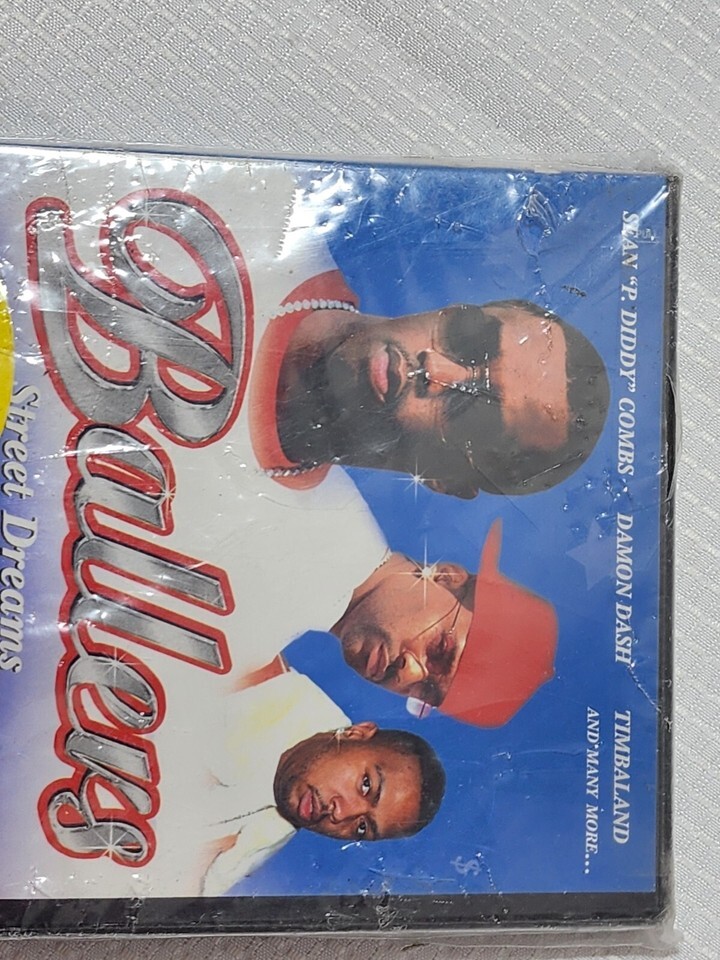 SEAN "P. DIDDY" COMBS · DAMON DASH TIMBALAND
AND MANY MORE...
Ballers
Street Dreams